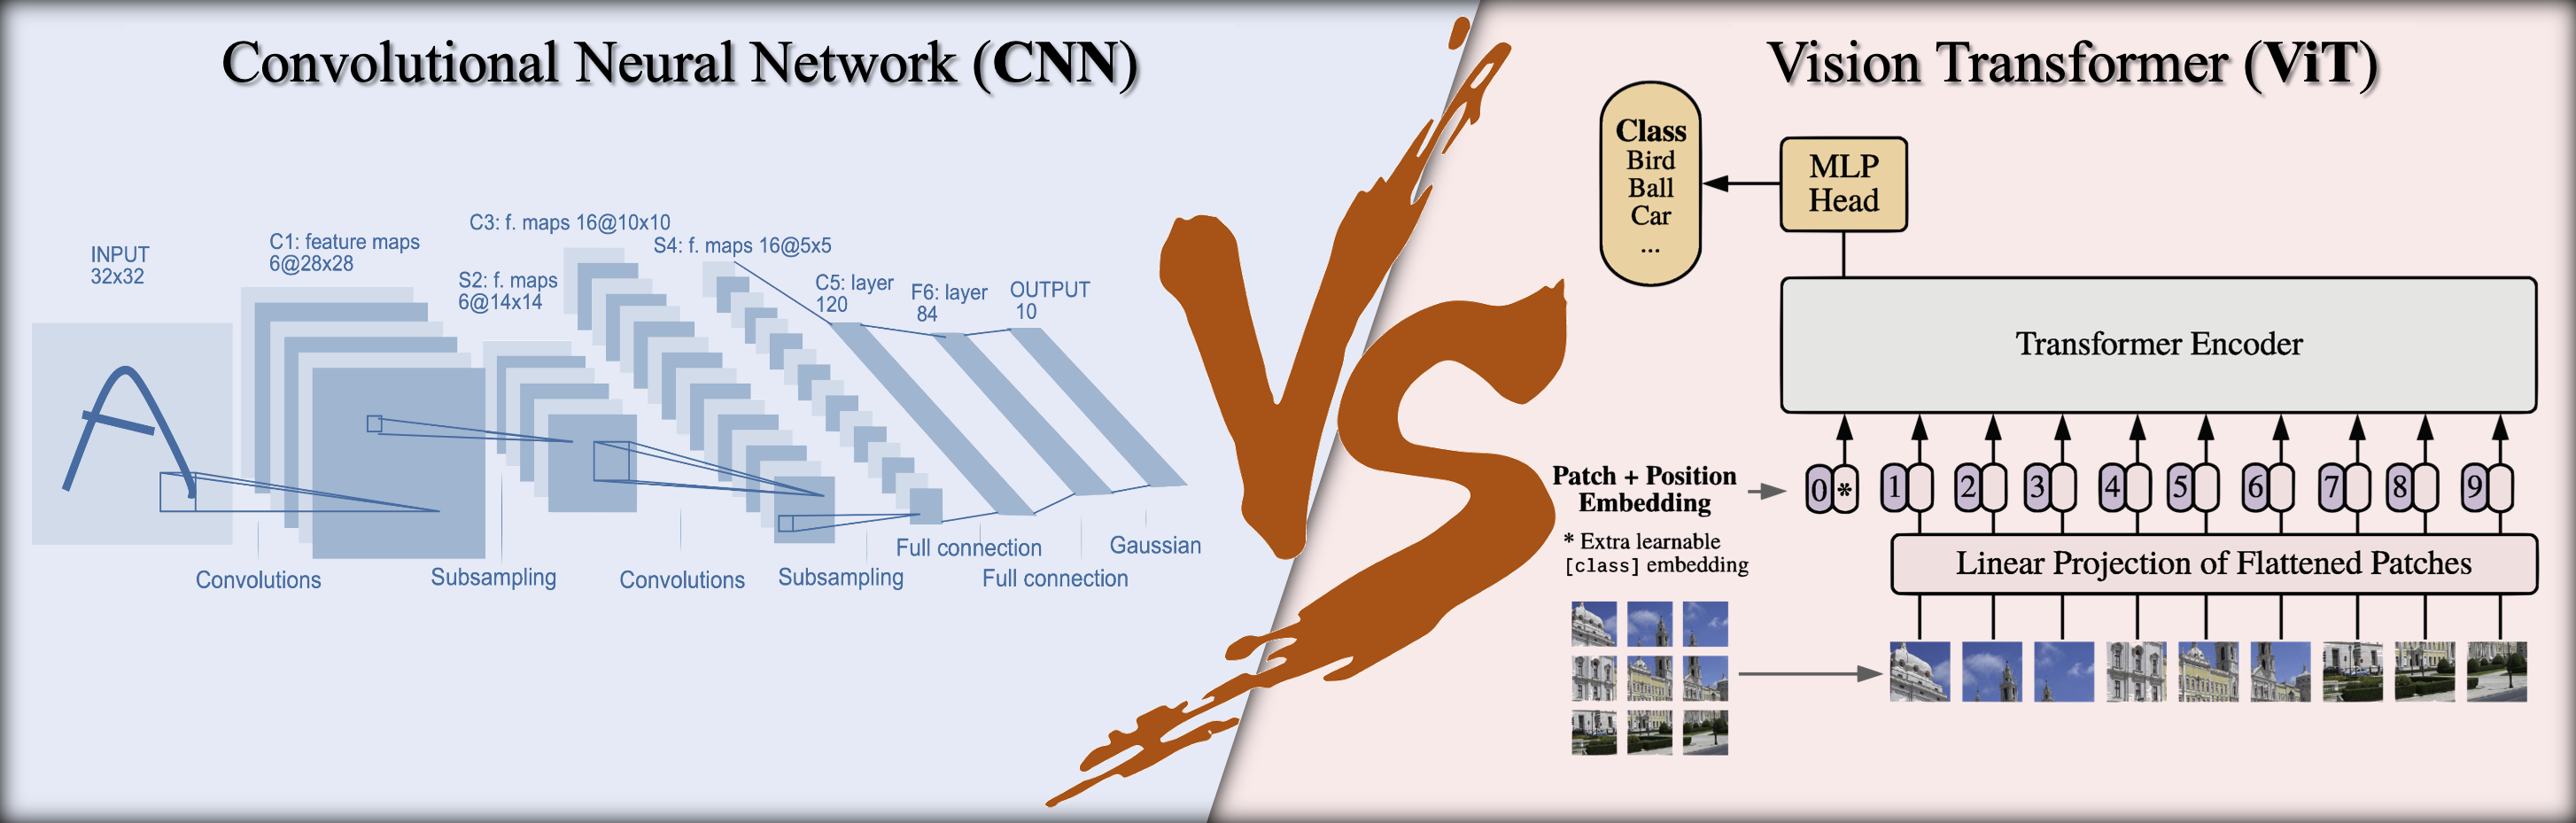 Convolutional Neural Network (CNN)
INPUT
32x32
C1: feature maps
6@28x28
S2: f. maps
6@14x14
C3: f. maps 16@10x10
S4: f. maps 16@5x5
C5: layer
120
F6: layer
84
OUTPUT
10
Convolutions
Subsampling
Convolutions
Subsampling
Full connection
Full connection
Gaussian
VS
Vision Transformer (ViT)
Class
Bird
Ball
Car
...
MLP
Head
Transformer Encoder
Patch + Position
Embedding
0 * 1 2 3 4 5 6 7 8 9
* Extra learnable
[class] embedding
Linear Projection of Flattened Patches